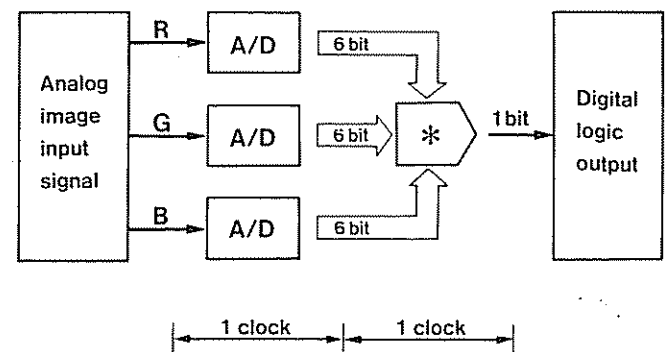 Analog
image
input
signal
R
A/D
6 bit
G
A/D
6 bit
B
A/D
6 bit
*
1 bit
Digital
logic
output
1 clock
1 clock